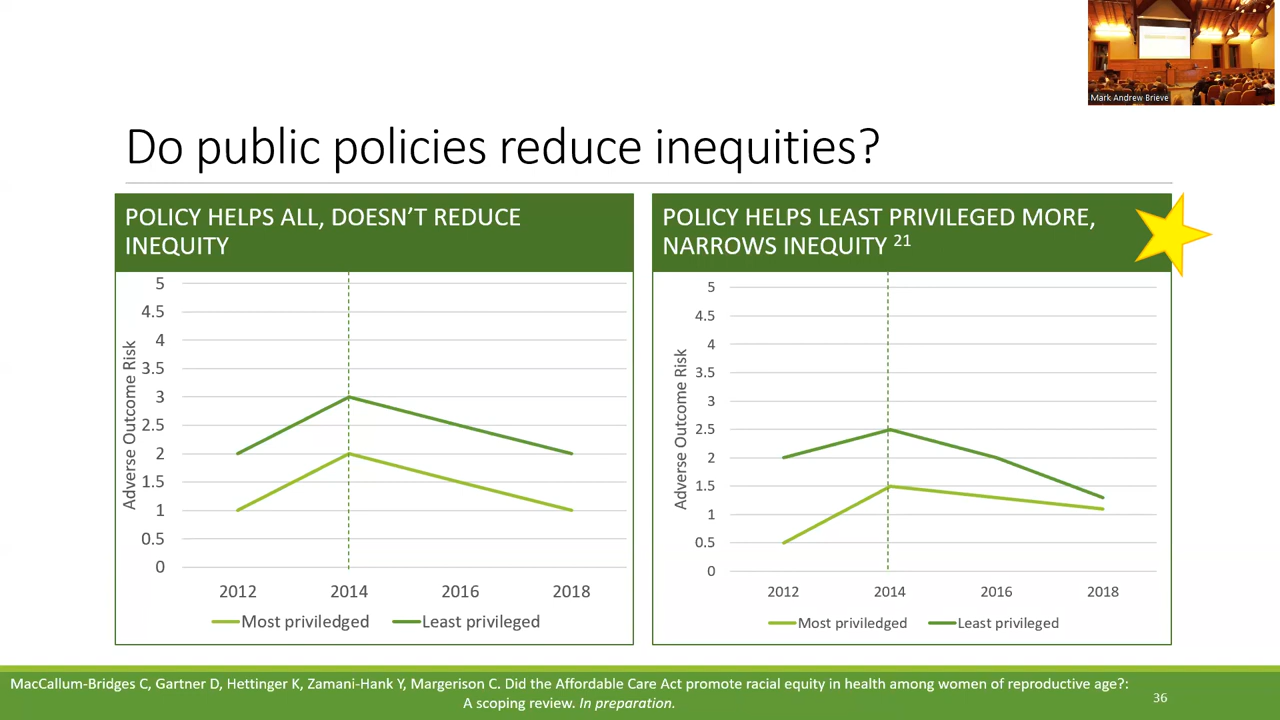 Mark Andrew Brieve
Do public policies reduce inequities?
POLICY HELPS ALL, DOESN'T REDUCE
INEQUITY
5
4.5
4
3.5
3
2.5
2
1.5
1
0.5
0
Adverse Outcome Risk
2012 2014 2016 2018
Most priviledged Least privileged
POLICY HELPS LEAST PRIVILEGED MORE,
NARROWS INEQUITY 21
5
4.5
4
3.5
3
2.5
2
1.5
1
0.5
0
Adverse Outcome Risk
2012 2014 2016 2018
Most priviledged Least privileged
MacCallum-Bridges C, Gartner D, Hettinger K, Zamani-Hank Y, Margerison C. Did the Affordable Care Act promote racial equity in health among women of reproductive age?:
A scoping review. In preparation.
36